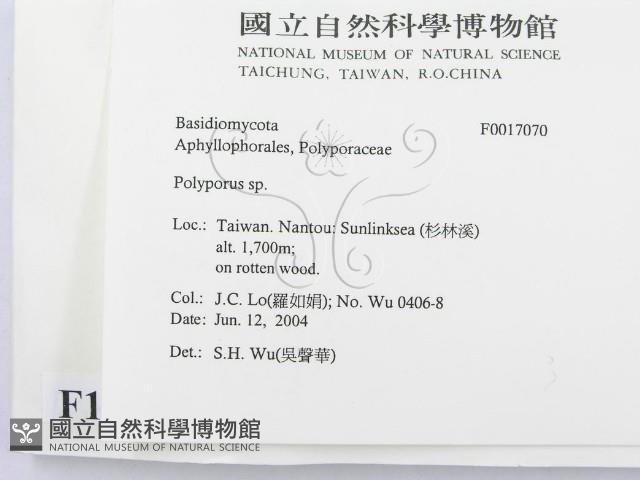 國立自然科學博物館
NATIONAL MUSEUM OF NATURAL SCIENCE
TAICHUNG, TAIWAN, R.O.CHINA
Basidiomycota F0017070
Aphyllophorales, Polyporaceae
Polyporus sp.
Loc.: Taiwan. Nantou: Sunlinksea (杉林溪)
alt. 1,700m;
on rotten wood.
Col.: J.C. Lo(羅如娟); No. Wu 0406-8
Date: Jun. 12, 2004
Det.: S.H. Wu(吳聲華)
F1
國立自然科學博物館
NATIONAL MUSEUM OF NATURAL SCIENCE